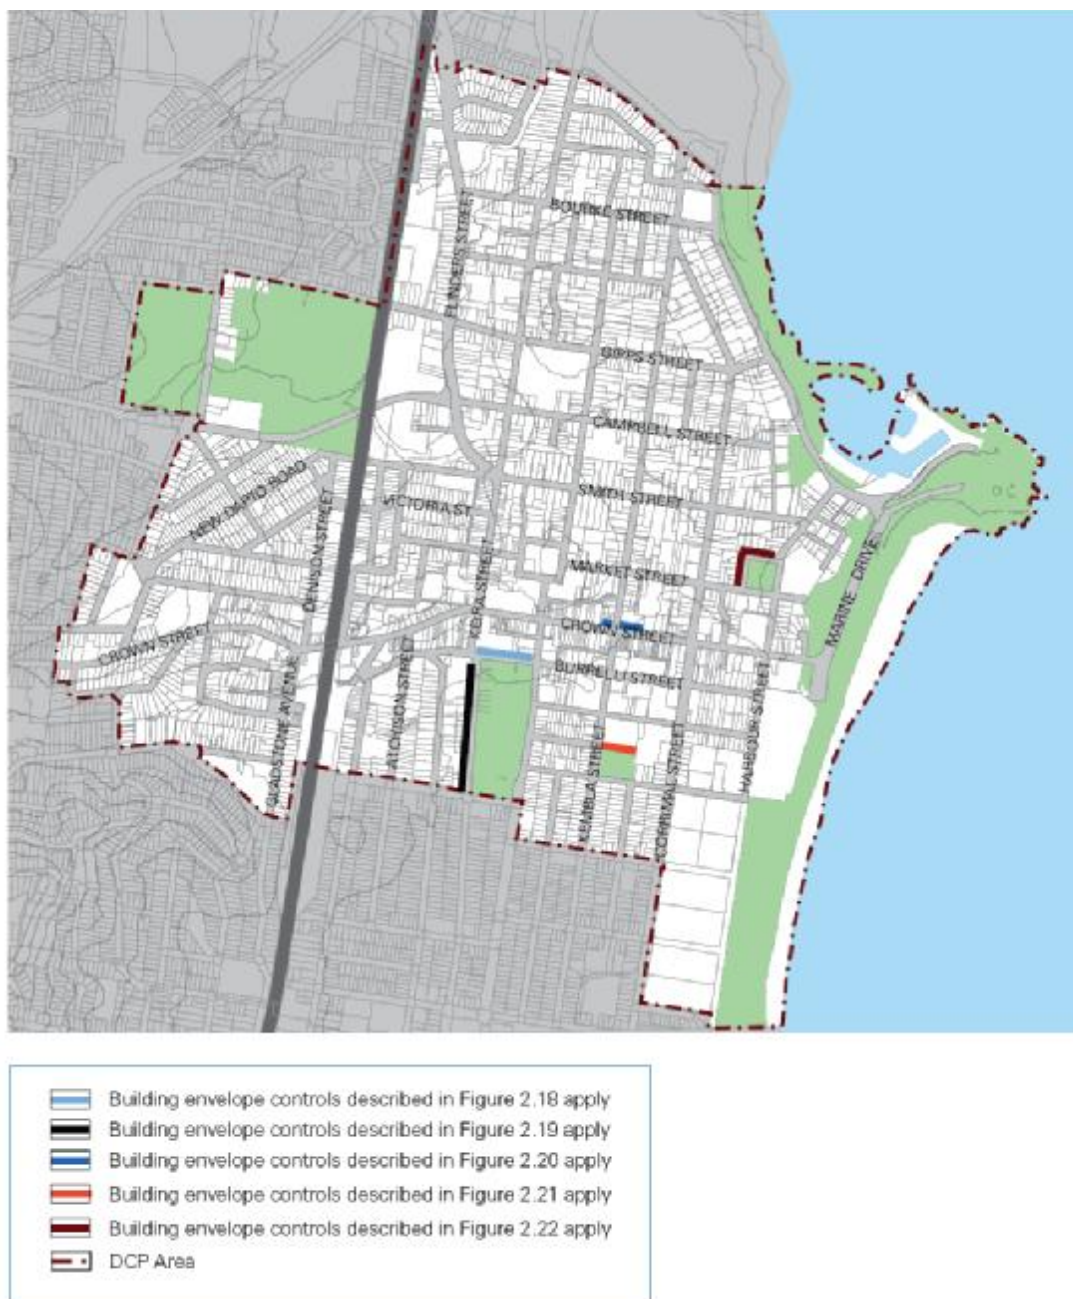 BOURKE STREET
FLINDERS STREET
GIPPS STREET
CAMPBELL STREET
SMITH STREET
NEW DAPTO ROAD
VICTORIA ST
DENISON STREET
KEIRA STREET
MARKET STREET
MARINE DRIVE
CROWN STREET
CROWN STREET
BURRELLI STREET
ATCHISON STREET
GLADSTONE AVENUE
HARBOUR STREET
KEMBLA STREET
CORRIMAL STREET
Building envelope controls described in Figure 2.18 apply
Building envelope controls described in Figure 2.19 apply
Building envelope controls described in Figure 2.20 apply
Building envelope controls described in Figure 2.21 apply
Building envelope controls described in Figure 2.22 apply
DCP Area